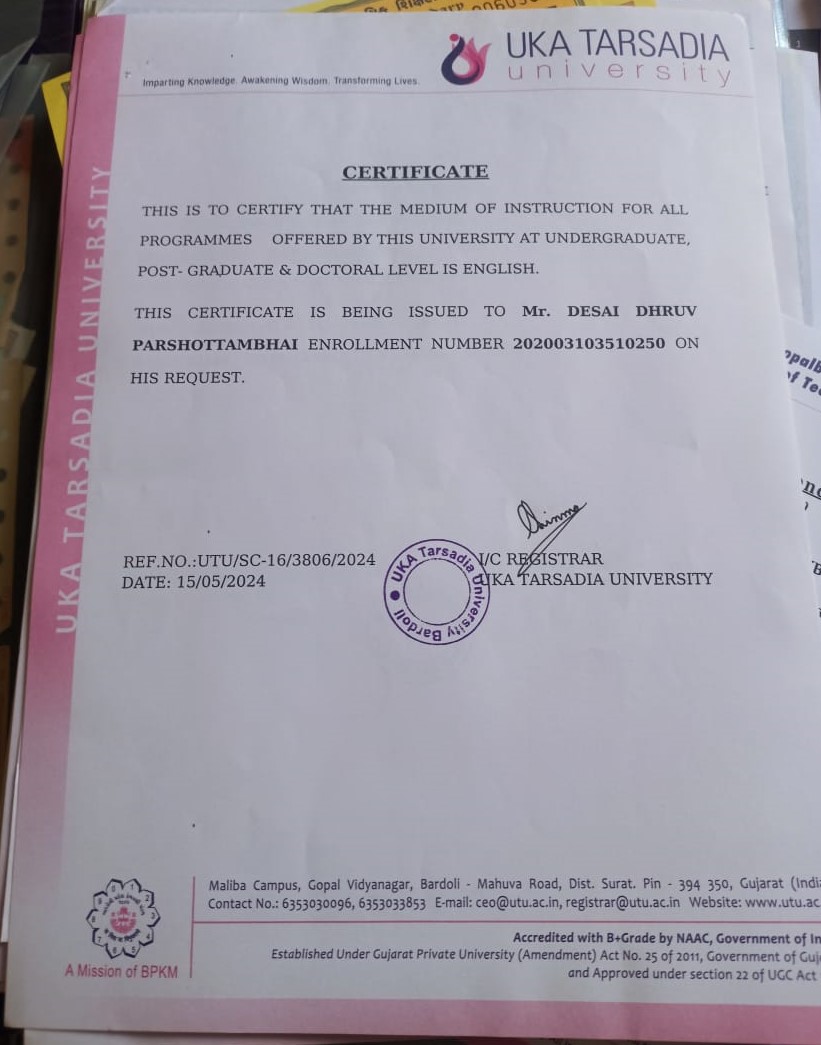 UKA TARSADIA
university
Imparting Knowledge. Awakening Wisdom. Transforming Lives.
UKA TARSADIA UNIVERSITY
CERTIFICATE
THIS IS TO CERTIFY THAT THE MEDIUM OF INSTRUCTION FOR ALL
PROGRAMMES OFFERED BY THIS UNIVERSITY AT UNDERGRADUATE,
POST- GRADUATE & DOCTORAL LEVEL IS ENGLISH.
THIS CERTIFICATE IS BEING ISSUED TO Mr. DESAI DHRUV
PARSHOTTAMBHAI ENROLLMENT NUMBER 202003103510250 ON
HIS REQUEST.
REF.NO.:UTU/SC-16/3806/2024
DATE: 15/05/2024
UKA Tarsadia University Bardoli
I/C REGISTRAR
UKA TARSADIA UNIVERSITY
Maliba Campus, Gopal Vidyanagar, Bardoli - Mahuva Road, Dist. Surat. Pin - 394 350, Gujarat (Indi
Contact No.: 6353030096, 6353033853 E-mail: ceo@utu.ac.in, registrar@utu.ac.in Website: www.utu.ac
Accredited with B+Grade by NAAC, Government of In
Established Under Gujarat Private University (Amendment) Act No. 25 of 2011, Government of Guj
and Approved under section 22 of UGC Act
A Mission of BPKM
of Te